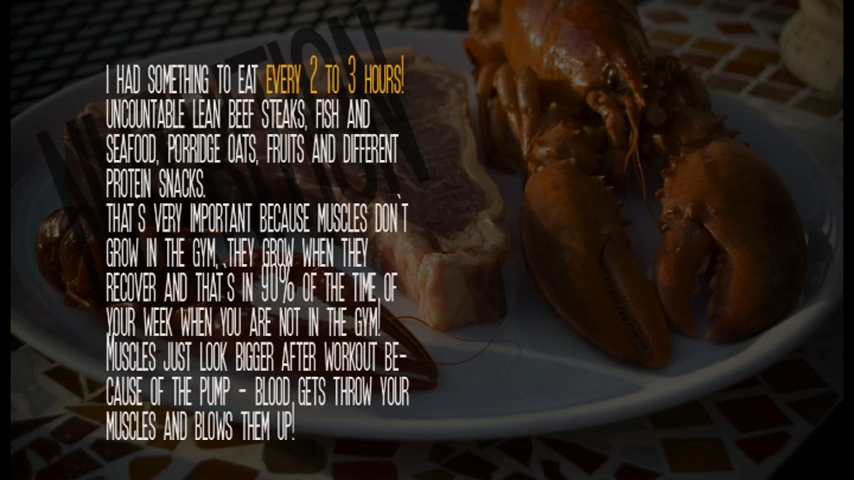 NUTRITION
I HAD SOMETHING TO EAT EVERY 2 TO 3 HOURS!
UNCOUNTABLE LEAN BEEF STEAKS, FISH AND
SEAFOOD, PORRIDGE OATS, FRUITS AND DIFFERENT
PROTEIN SNACKS.
THAT`S VERY IMPORTANT BECAUSE MUSCLES DON`T
GROW IN THE GYM, THEY GROW WHEN THEY
RECOVER AND THAT`S IN 90% OF THE TIME OF
YOUR WEEK WHEN YOU ARE NOT IN THE GYM!
MUSCLES JUST LOOK BIGGER AFTER WORKOUT BE-
CAUSE OF THE PUMP - BLOOD GETS THROW YOUR
MUSCLES AND BLOWS THEM UP!